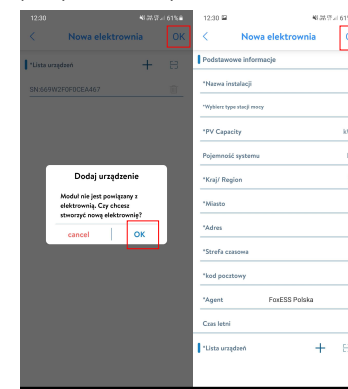 12:30
61%
Nowa elektrownia
OK
*Lista urządzeń
SN:669W2F0F0CEA467
Dodaj urządzenie
Moduł nie jest powiązany z
elektrownią. Czy chcesz
stworzyć nową elektrownię?
cancel
OK
12:30
61%
Nowa elektrownia
Podstawowe informacje
*Nazwa instalacji
*Wybierz type stacji mocy
*PV Capacity
Pojemność systemu
*Kraj/ Region
*Miasto
*Adres
*Strefa czasowa
*kod pocztowy
*Agent FoxESS Polska
Czas letni
*Lista urządzeń